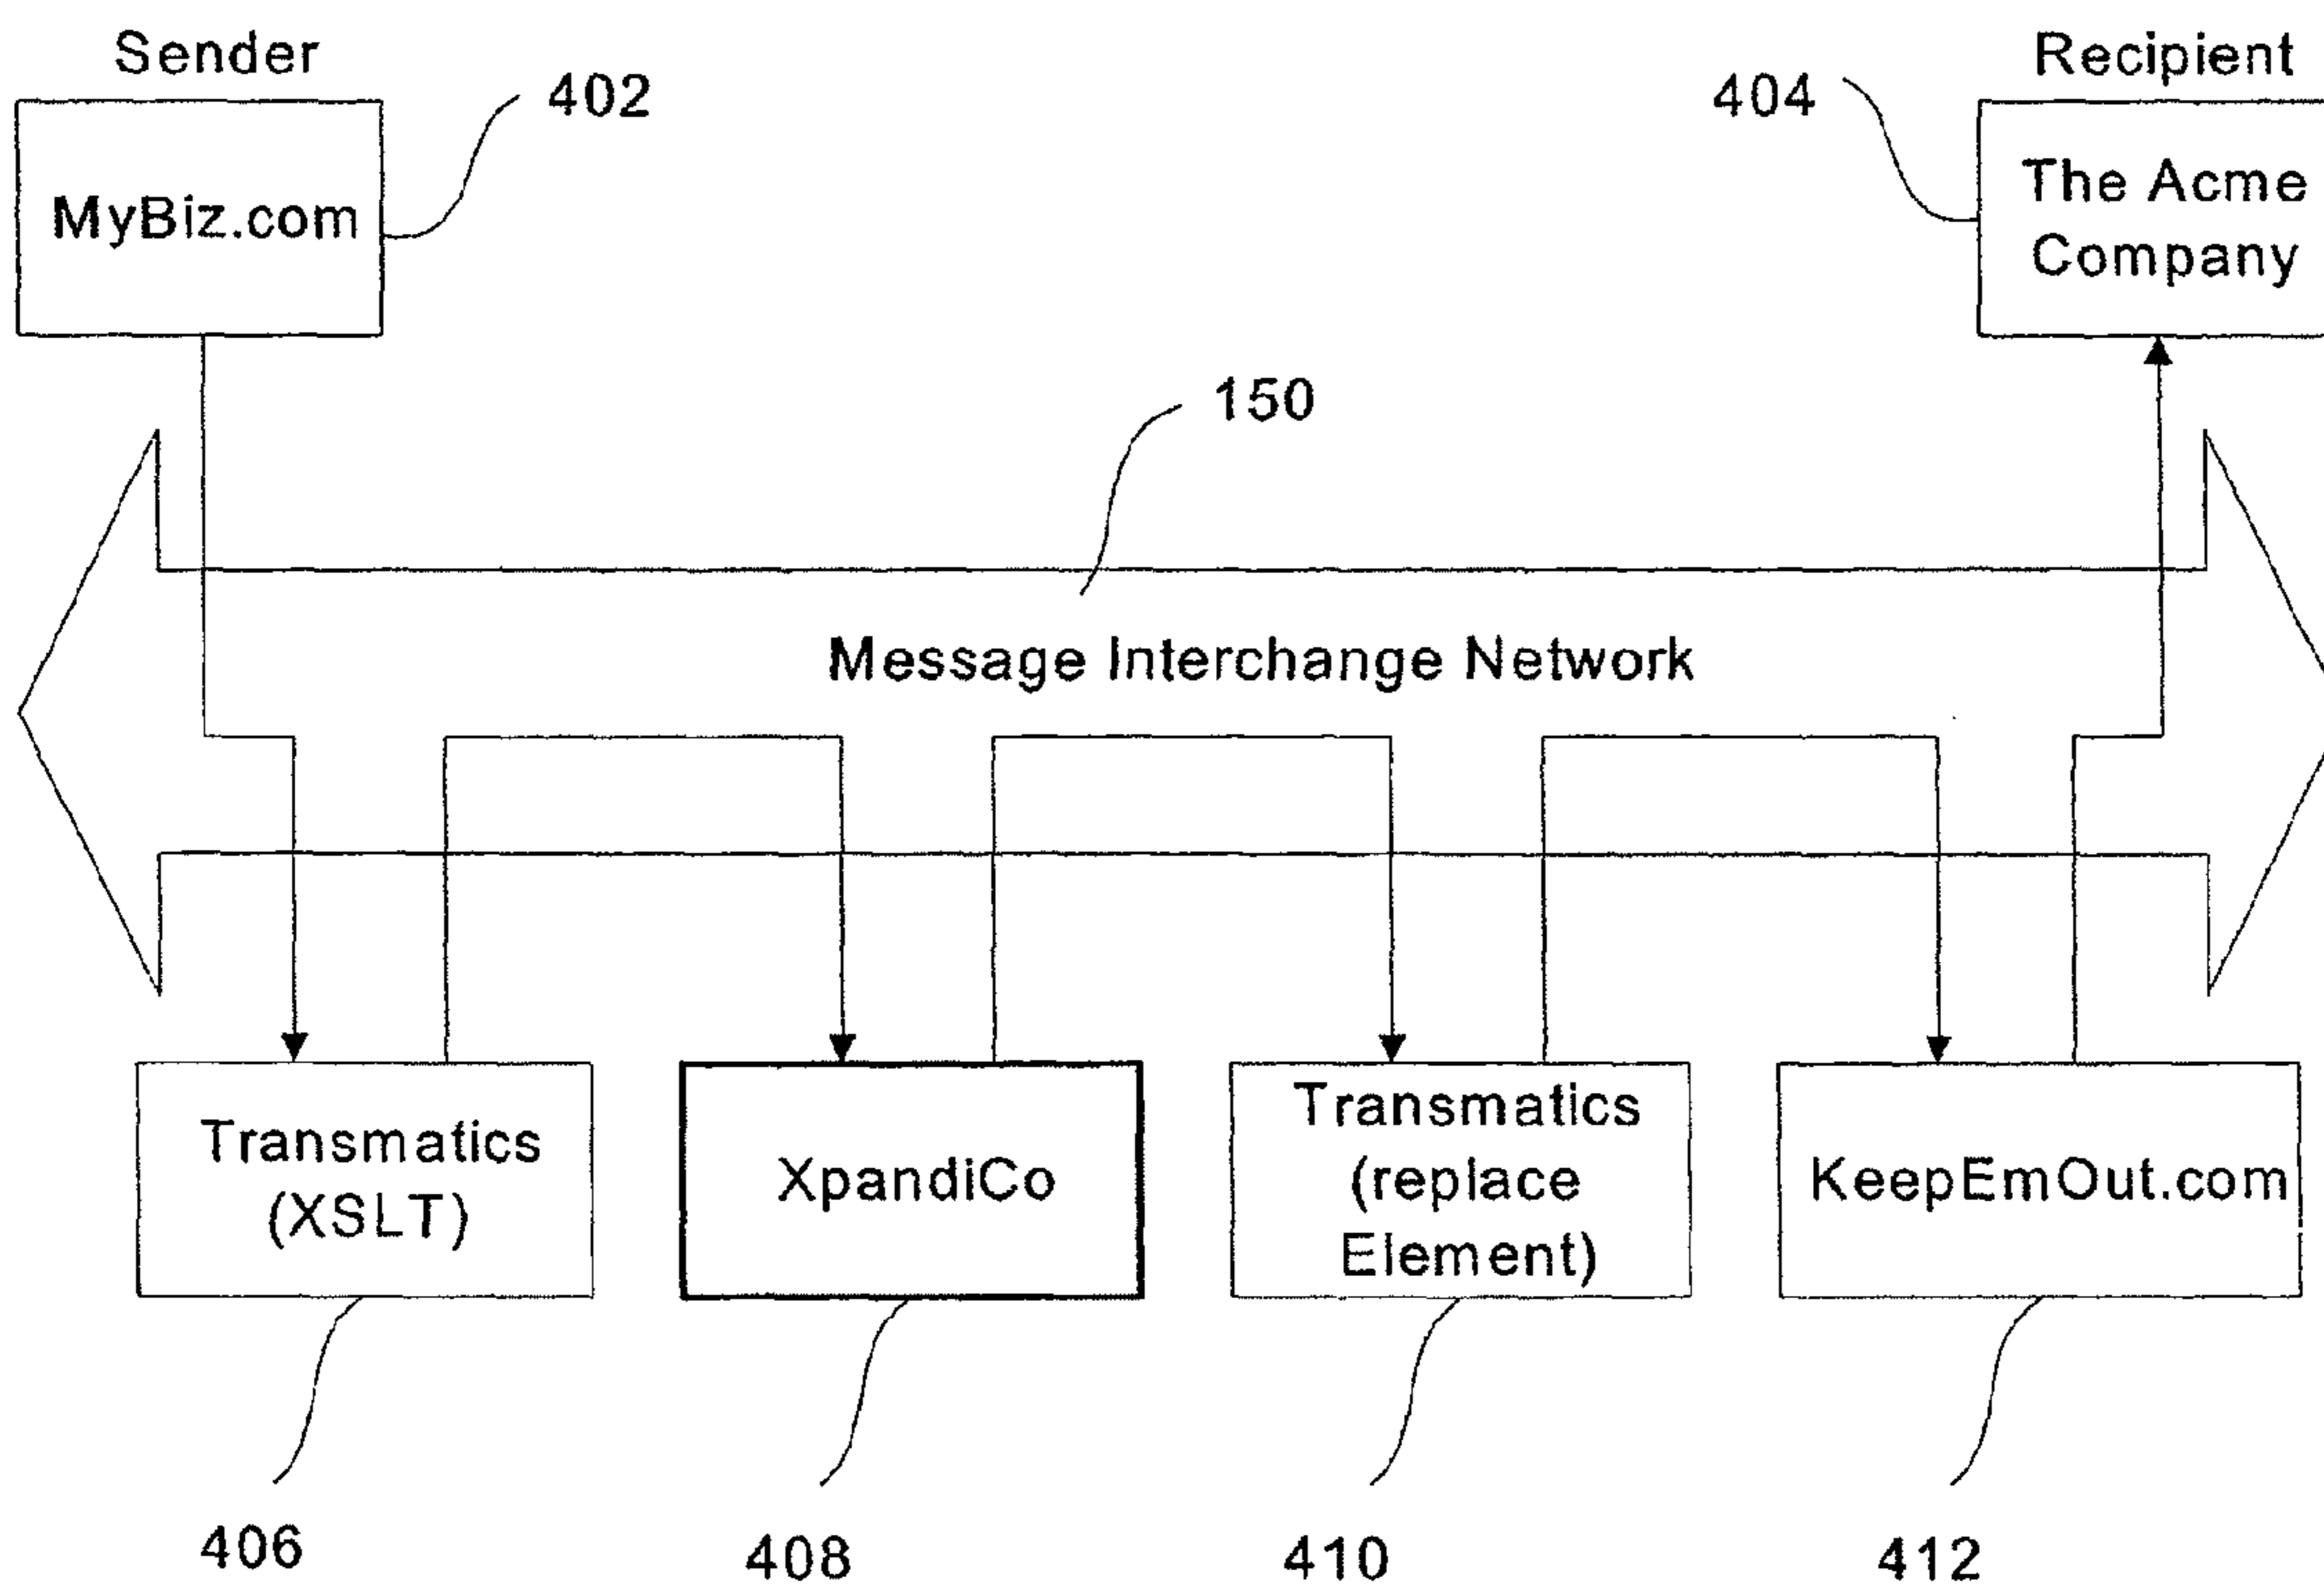 Sender
402
404
Recipient
MyBiz.com
The Acme
Company
150
Message Interchange Network
Transmatics
(XSLT)
XpandiCo
Transmatics
(replace
Element)
KeepEmOut.com
406
408
410
412